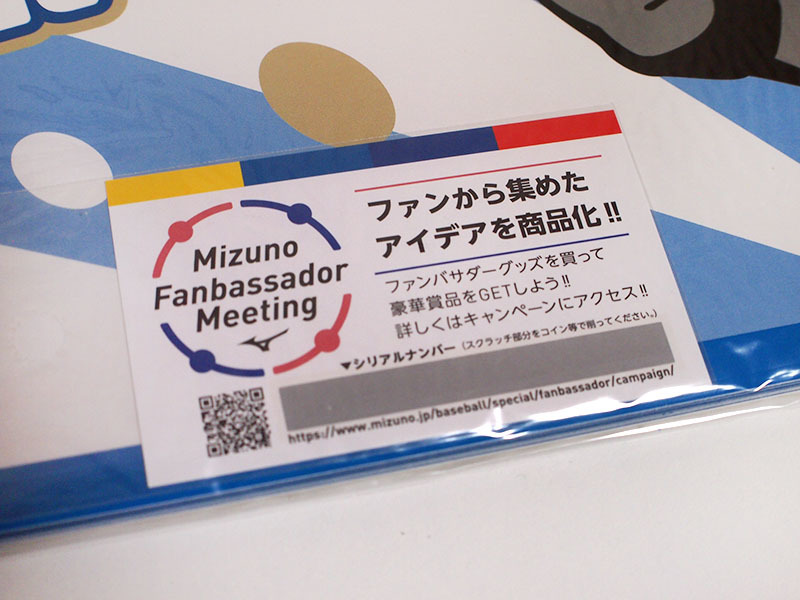 Mizuno
Fanbassador
Meeting
ファンから集めた
アイデアを商品化!!
ファンバサダーグッズを買って
豪華賞品をGETしよう!!
詳しくはキャンペーンにアクセス!!
▼シリアルナンバー（スクラッチ部分をコイン等で削ってください。）
https://www.mizuno.jp/baseball/special/fanbassador/campaign/